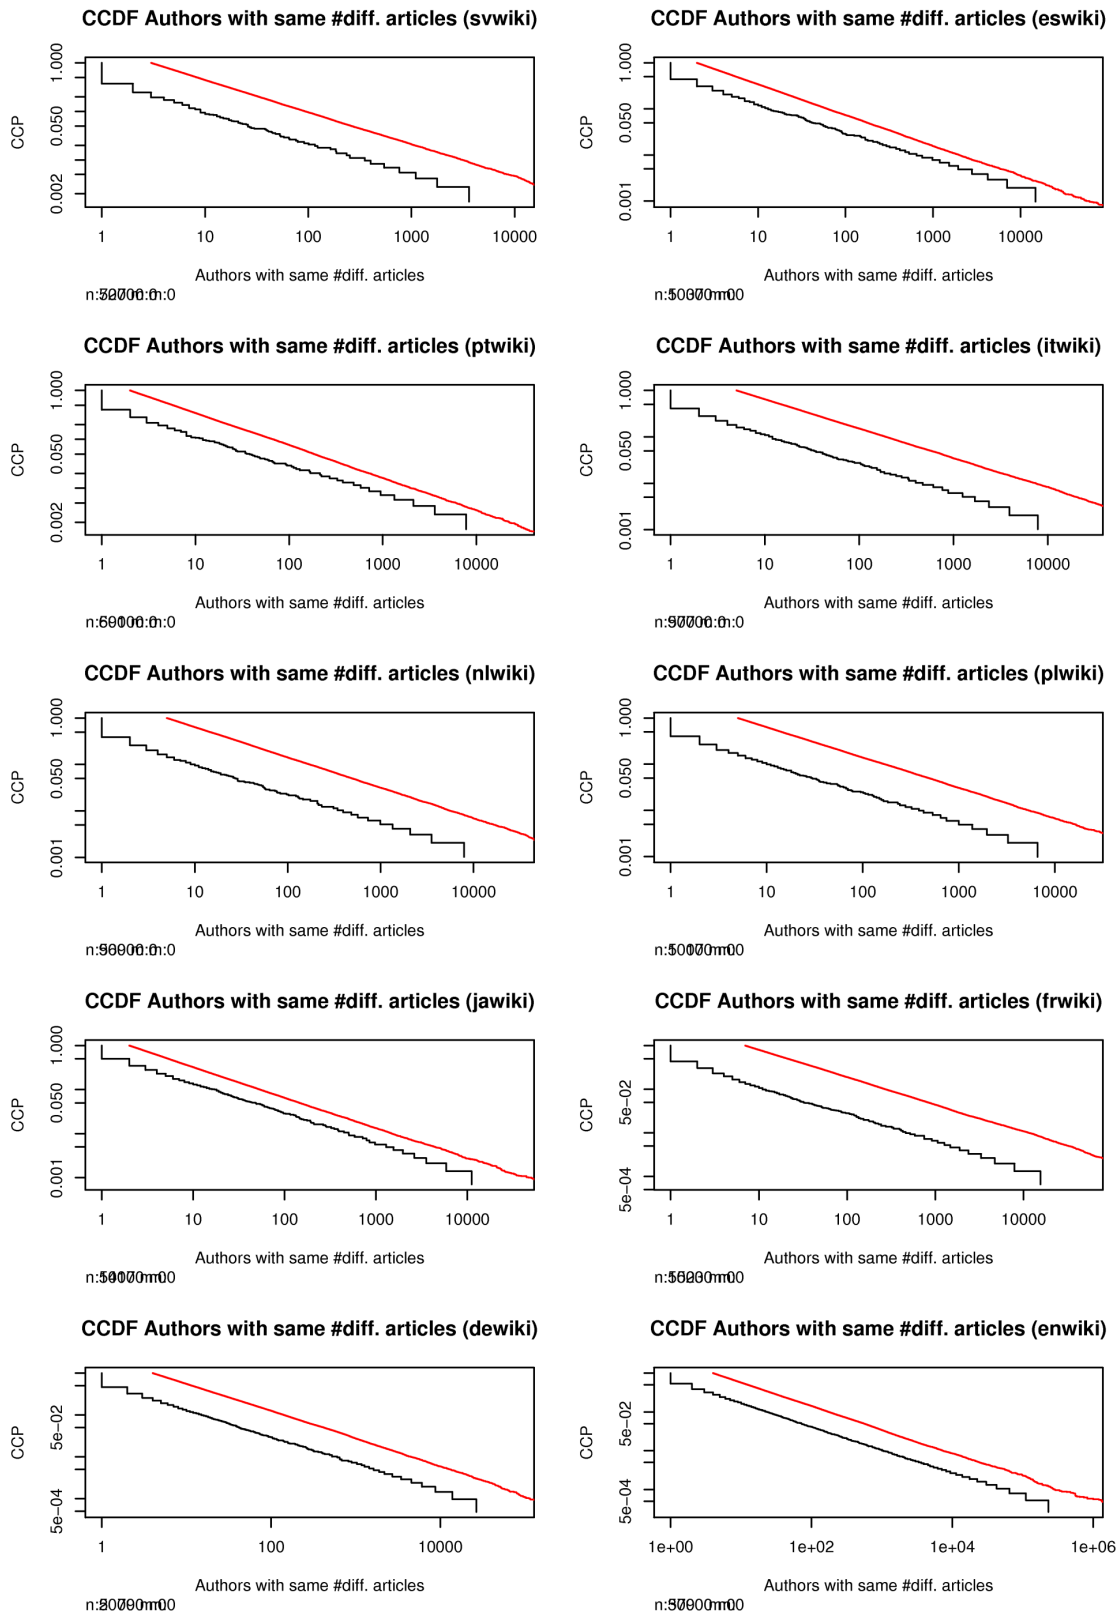 CCDF Authors with same #diff. articles (svwiki)
CCP
1.000
0.050
0.002
1 10 100 1000 10000
Authors with same #diff. articles
CCDF Authors with same #diff. articles (eswiki)
CCP
1.000
0.050
0.001
1 10 100 1000 10000
Authors with same #diff. articles
CCDF Authors with same #diff. articles (ptwiki)
CCP
1.000
0.050
0.002
1 10 100 1000 10000
Authors with same #diff. articles
CCDF Authors with same #diff. articles (itwiki)
CCP
1.000
0.050
0.001
1 10 100 1000 10000
Authors with same #diff. articles
CCDF Authors with same #diff. articles (nlwiki)
CCP
1.000
0.050
0.001
1 10 100 1000 10000
Authors with same #diff. articles
CCDF Authors with same #diff. articles (plwiki)
CCP
1.000
0.050
0.001
1 10 100 1000 10000
Authors with same #diff. articles
CCDF Authors with same #diff. articles (jawiki)
CCP
1.000
0.050
0.001
1 10 100 1000 10000
Authors with same #diff. articles
CCDF Authors with same #diff. articles (frwiki)
CCP
5e−02
5e−04
1 10 100 1000 10000
Authors with same #diff. articles
CCDF Authors with same #diff. articles (dewiki)
CCP
5e−02
5e−04
1 100 10000
Authors with same #diff. articles
CCDF Authors with same #diff. articles (enwiki)
CCP
5e−02
5e−04
1e+00 1e+02 1e+04 1e+06
Authors with same #diff. articles